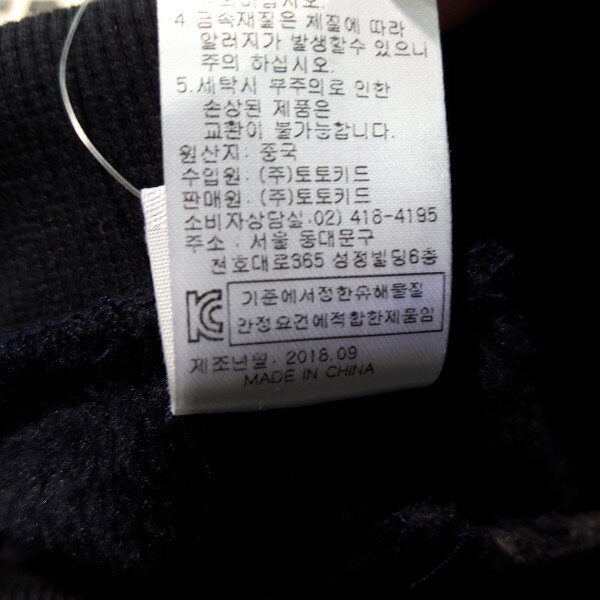 4. 금속재질은 체질에 따라
알러지가 발생할수 있으니
주의 하십시오.
5. 세탁시 부주의로 인한
손상된 제품은
교환이 불가능합니다.
원산지: 중국
수입원: (주)토토키드
판매원: (주)토토키드
소비자상담실.02) 418-4195
주소 : 서울 동대문구
천호대로365 성정빌딩6층
기준에서정한유해물질
간정요건에적합한제품임
제조년월. 2018.09
MADE IN CHINA